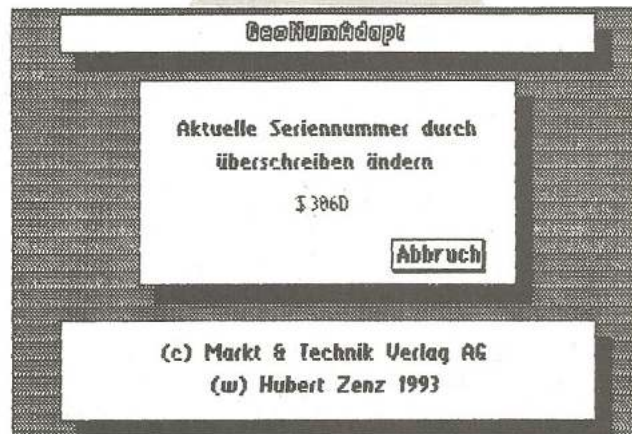 GeoNumAdapt
Aktuelle Seriennummer durch
überschreiben ändern
$306D
Abbruch
(c) Markt & Technik Verlag AG
(w) Hubert Zenz 1993